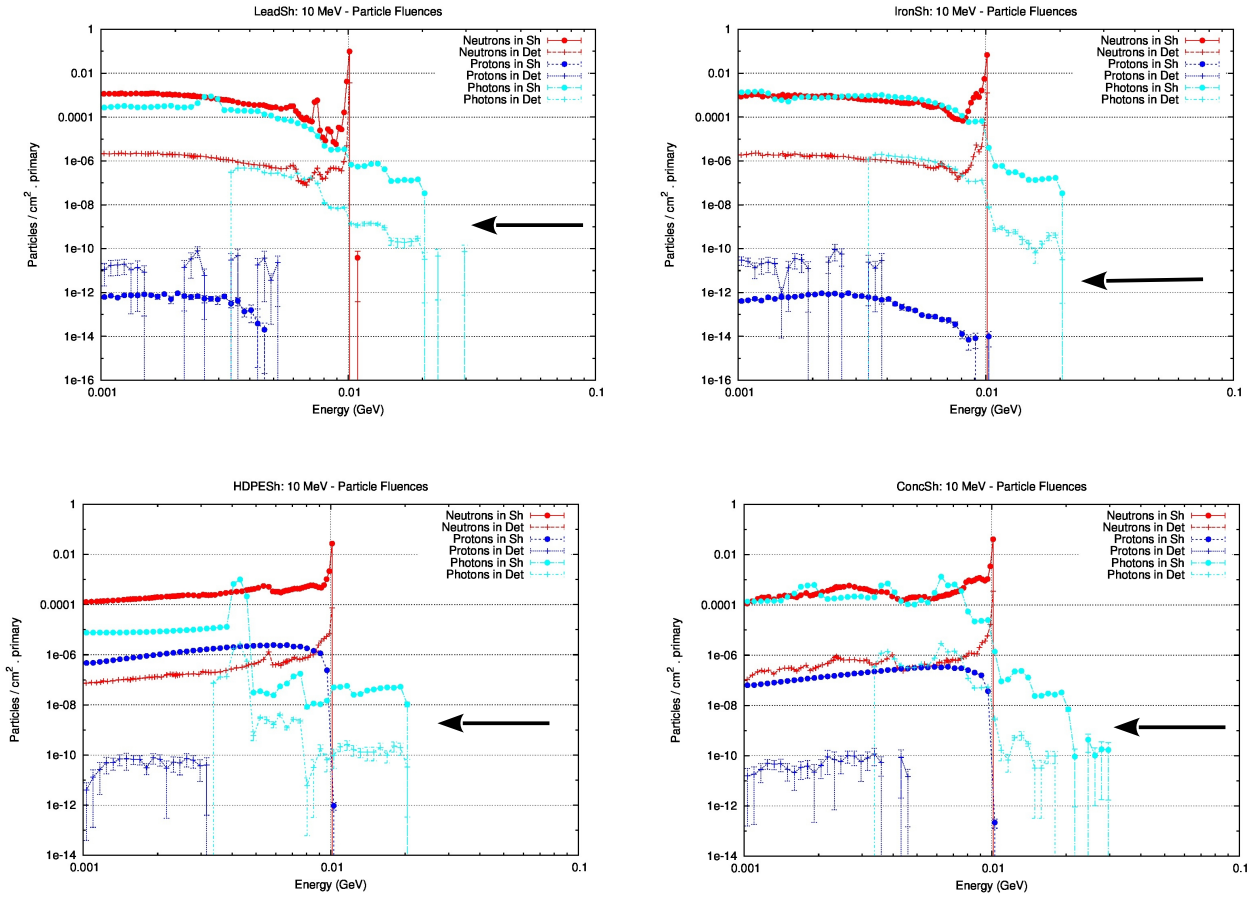 LeadSh: 10 MeV - Particle Fluences
Particles / cm² . primary
1
0.01
0.0001
1e-06
1e-08
1e-10
1e-12
1e-14
1e-16
Neutrons in Sh
Neutrons in Det
Protons in Sh
Protons in Det
Photons in Sh
Photons in Det
0.001
0.01
0.1
Energy (GeV)
IronSh: 10 MeV - Particle Fluences
Particles / cm² . primary
1
0.01
0.0001
1e-06
1e-08
1e-10
1e-12
1e-14
1e-16
Neutrons in Sh
Neutrons in Det
Protons in Sh
Protons in Det
Photons in Sh
Photons in Det
0.001
0.01
0.1
Energy (GeV)
HDPESh: 10 MeV - Particle Fluences
Particles / cm² . primary
1
0.01
0.0001
1e-06
1e-08
1e-10
1e-12
1e-14
Neutrons in Sh
Neutrons in Det
Protons in Sh
Protons in Det
Photons in Sh
Photons in Det
0.001
0.01
0.1
Energy (GeV)
ConcSh: 10 MeV - Particle Fluences
Particles / cm² . primary
1
0.01
0.0001
1e-06
1e-08
1e-10
1e-12
1e-14
Neutrons in Sh
Neutrons in Det
Protons in Sh
Protons in Det
Photons in Sh
Photons in Det
0.001
0.01
0.1
Energy (GeV)